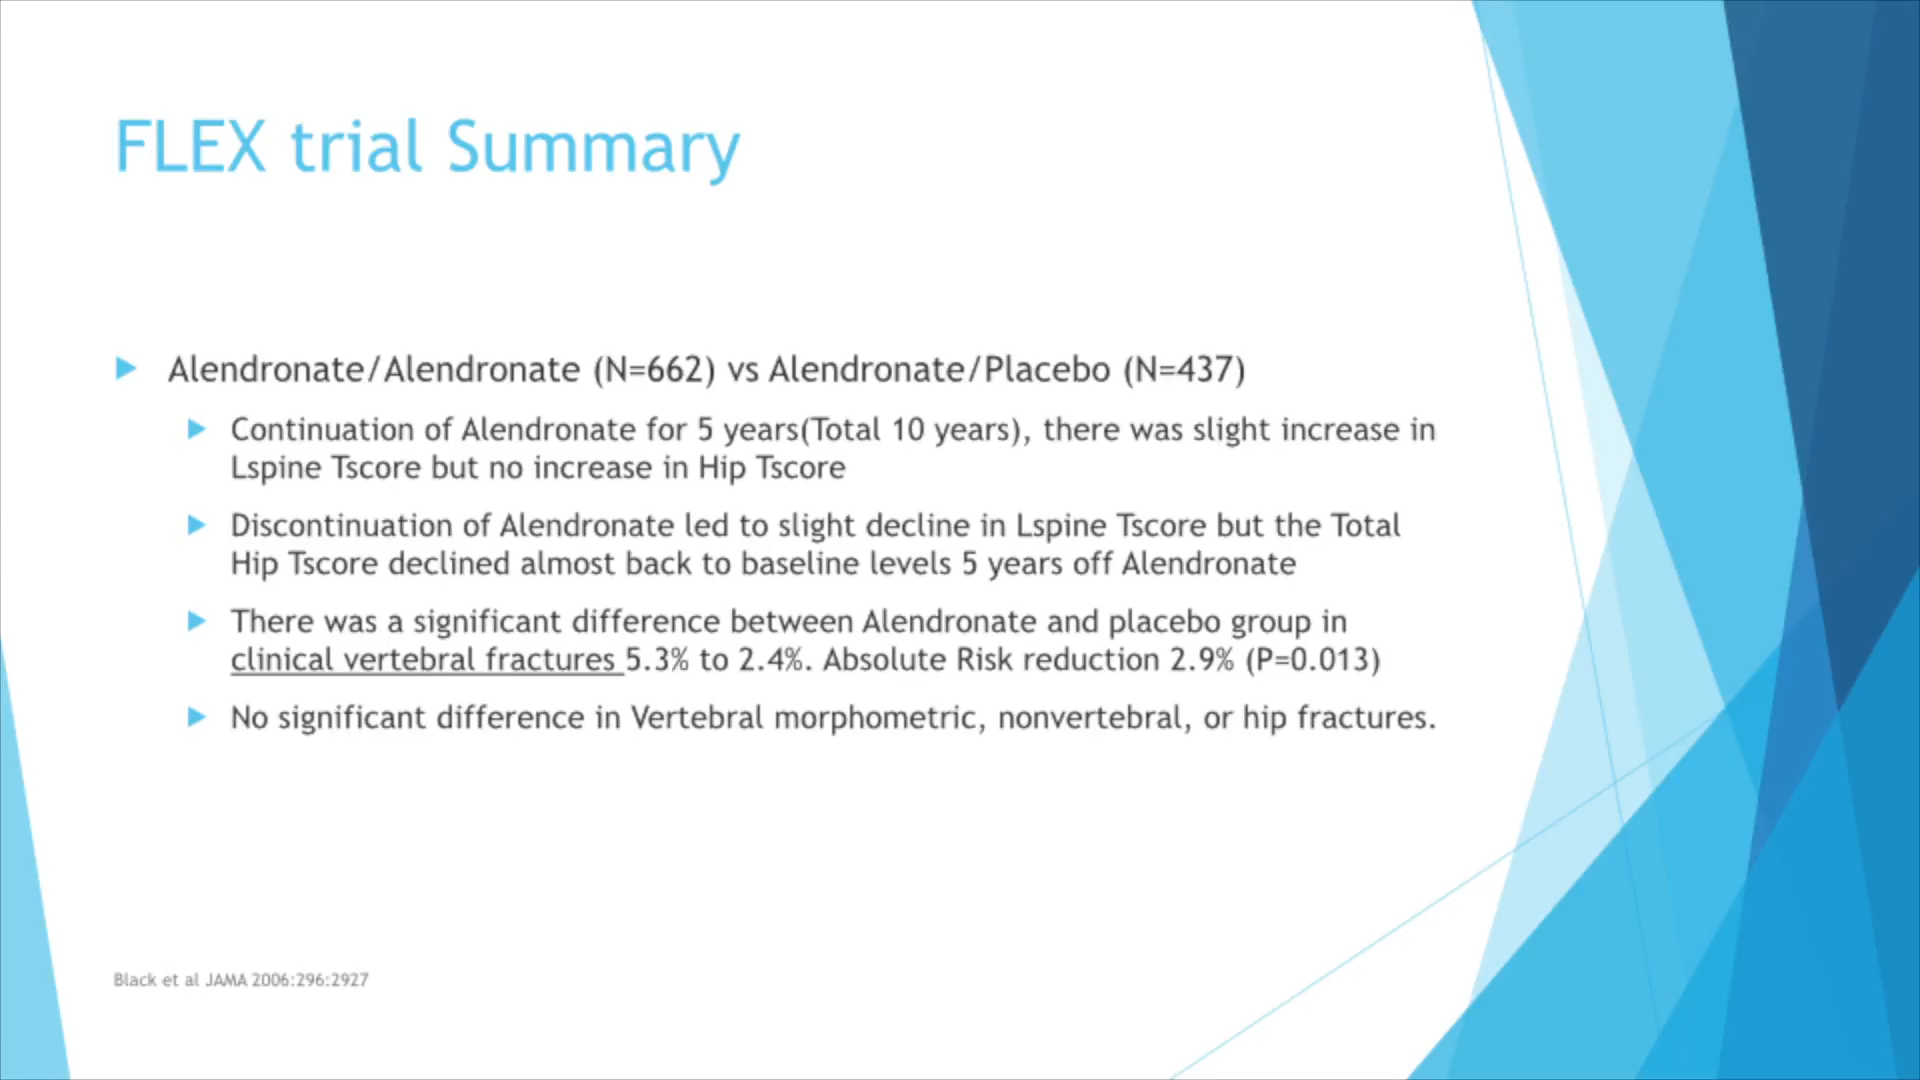 FLEX trial Summary
Alendronate/Alendronate (N=662) vs Alendronate/Placebo (N=437)
Continuation of Alendronate for 5 years(Total 10 years), there was slight increase in
Lspine Tscore but no increase in Hip Tscore
Discontinuation of Alendronate led to slight decline in Lspine Tscore but the Total
Hip Tscore declined almost back to baseline levels 5 years off Alendronate
There was a significant difference between Alendronate and placebo group in
clinical vertebral fractures 5.3% to 2.4%. Absolute Risk reduction 2.9% (P=0.013)
No significant difference in Vertebral morphometric, nonvertebral, or hip fractures.
Black et al JAMA 2006:296:2927